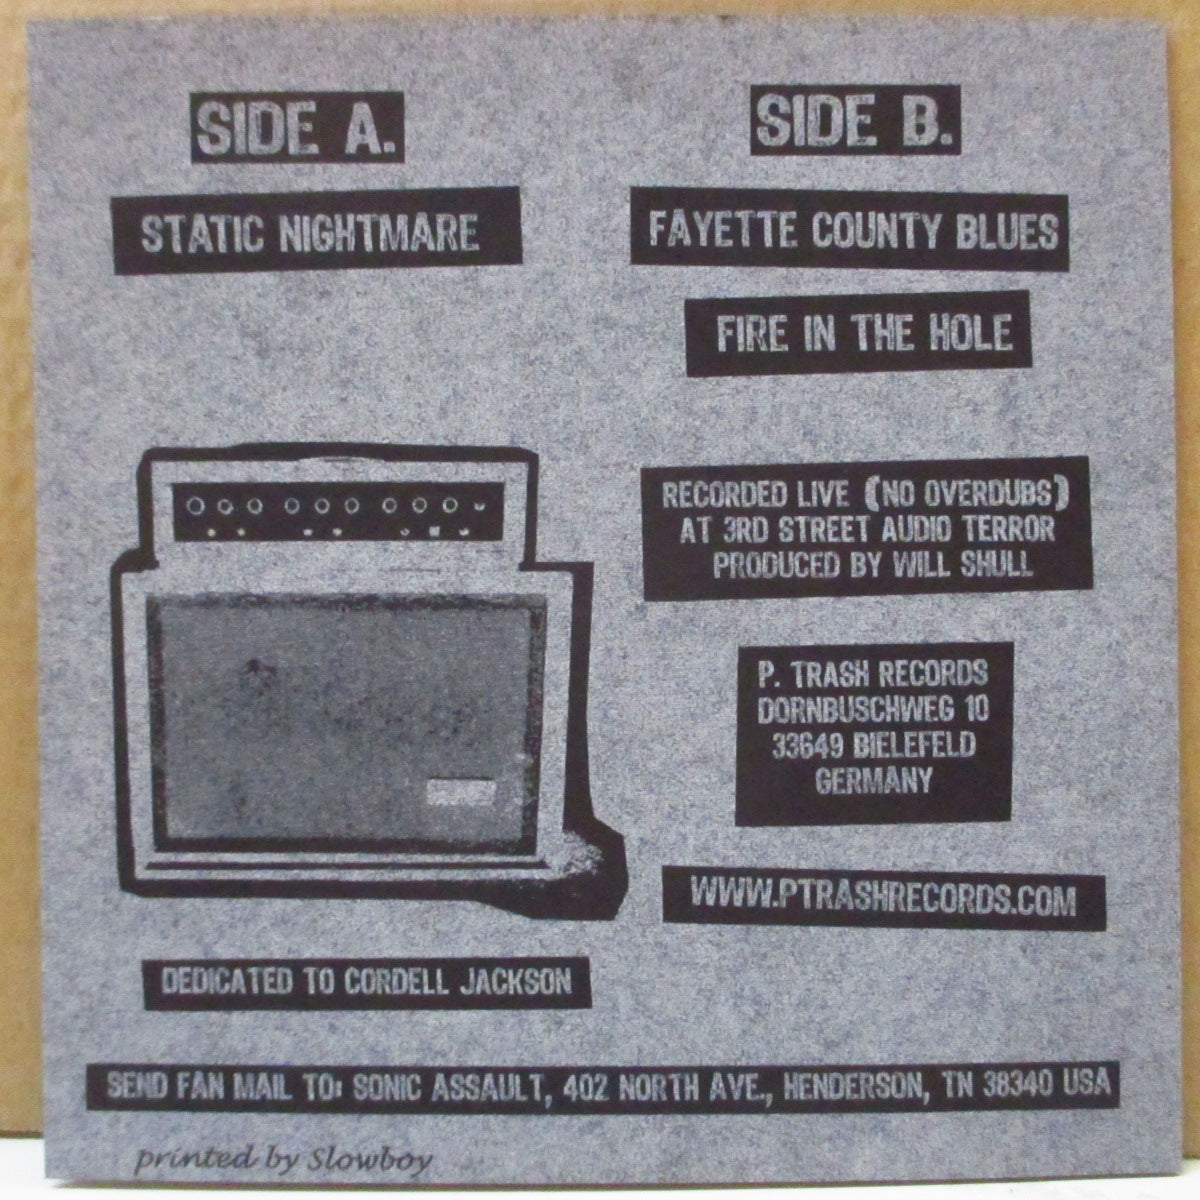 SIDE A.
STATIC NIGHTMARE
SIDE B.
FAYETTE COUNTY BLUES
FIRE IN THE HOLE
RECORDED LIVE (NO OVERDUBS)
AT 3RD STREET AUDIO TERROR
PRODUCED BY WILL SHULL
P. TRASH RECORDS
DORNBUSCHWEG 10
33649 BIELEFELD
GERMANY
WWW.PTRASHRECORDS.COM
DEDICATED TO CORDELL JACKSON
SEND FAN MAIL TO: SONIC ASSAULT, 402 NORTH AVE., HENDERSON, TN 38340 USA
printed by Slowboy